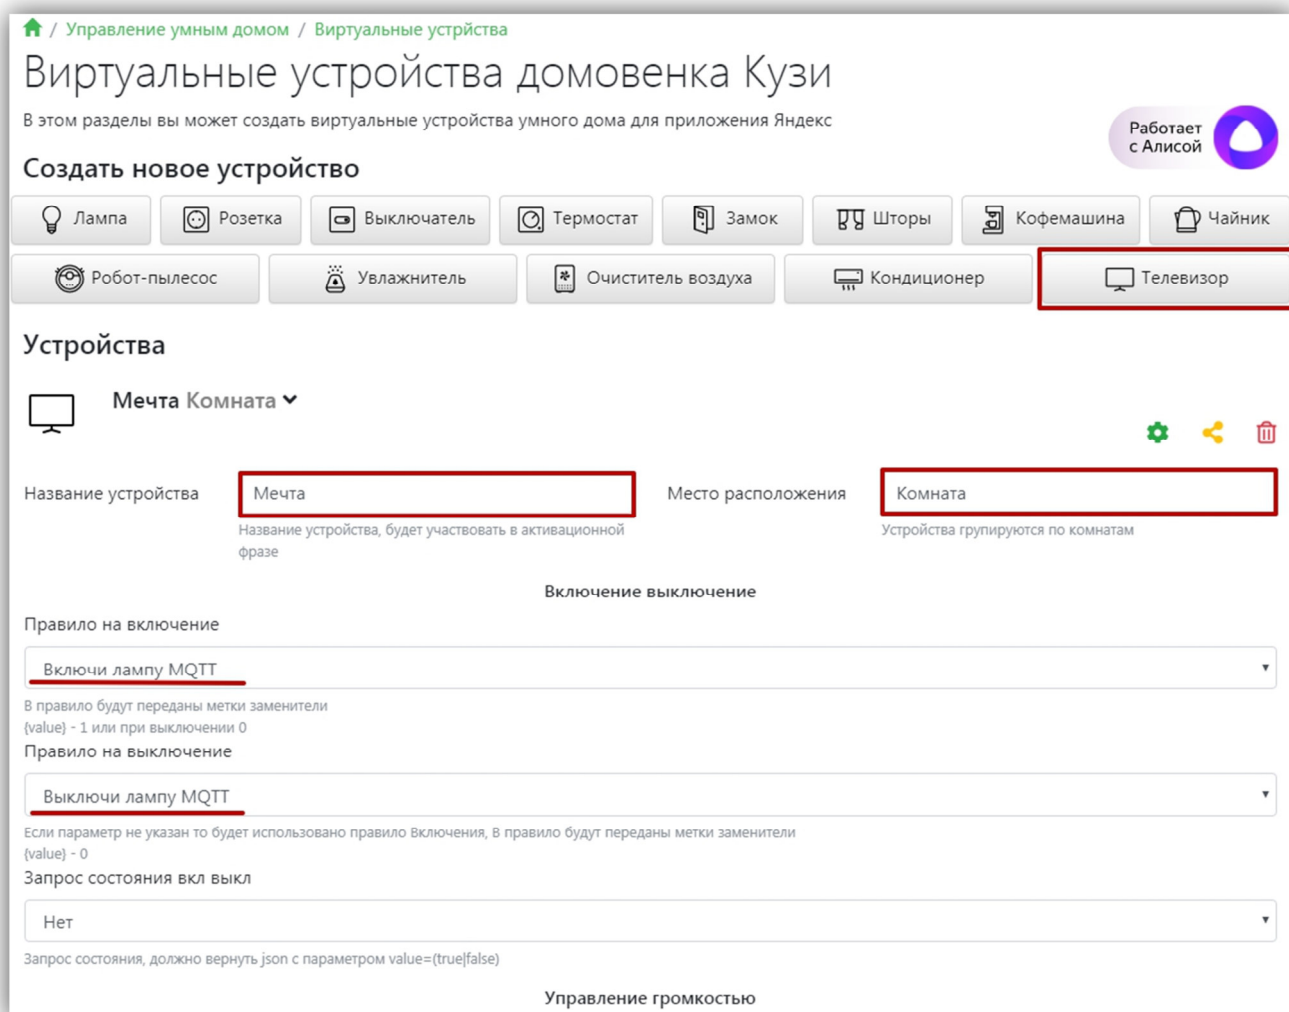 / Управление умным домом / Виртуальные устрйства
Виртуальные устройства домовенка Кузи
В этом разделы вы может создать виртуальные устройства умного дома для приложения Яндекс
Работает
с Алисой
Создать новое устройство
Лампа Розетка Выключатель Термостат Замок Шторы Кофемашина Чайник
Робот-пылесос Увлажнитель Очиститель воздуха Кондиционер Телевизор
Устройства
Мечта Комната
Название устройства Мечта Место расположения Комната
Название устройства, будет участвовать в активационной Устройства групируются по комнатам
фразе
Включение выключение
Правило на включение
Включи лампу MQTT
В правило будут переданы метки заменители
{value} - 1 или при выключении 0
Правило на выключение
Выключи лампу MQTT
Если параметр не указан то будет использовано правило Включения, В правило будут переданы метки заменители
{value} - 0
Запрос состояния вкл выкл
Нет
Запрос состояния, должно вернуть json с параметром value=(true|false)
Управление громкостью